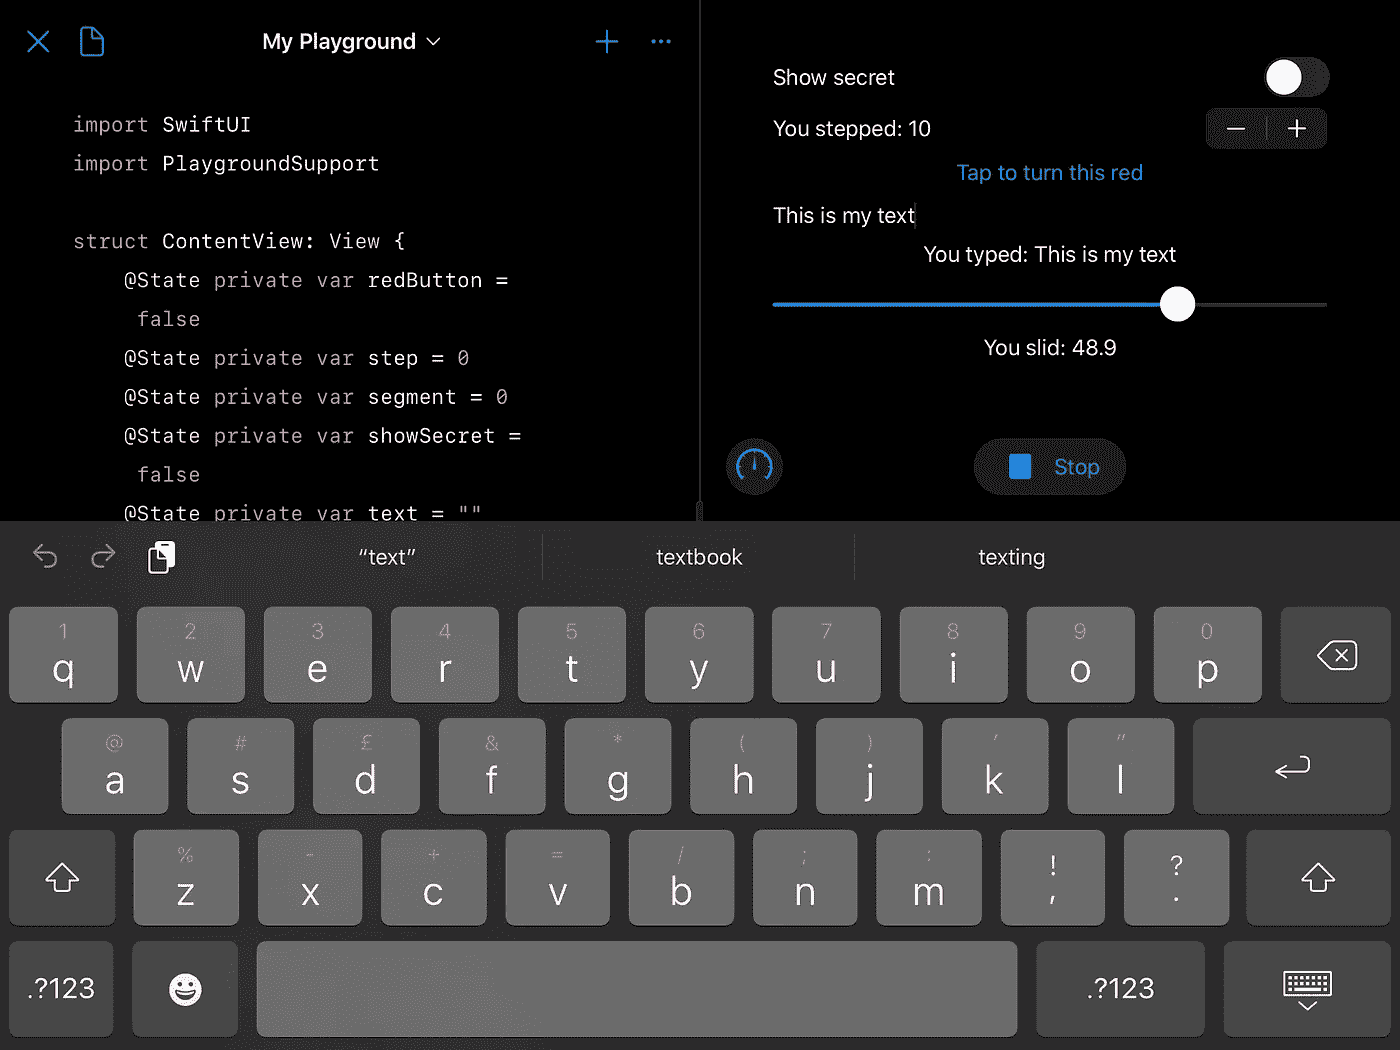 My Playground
import SwiftUI
import PlaygroundSupport
struct ContentView: View {
@State private var redButton =
false
@State private var step = 0
@State private var segment = 0
@State private var showSecret =
false
@State private var text = ""
Show secret
You stepped: 10
Tap to turn this red
This is my text
You typed: This is my text
You slid: 48.9
Stop
“text” textbook texting
1 2 3 4 5 6 7 8 9 0
q w e r t y u i o p
@ # £ & * ( ) ' "
a s d f g h j k l
% - + = / ; : ! ?
z x c v b n m , .
.?123 .?123